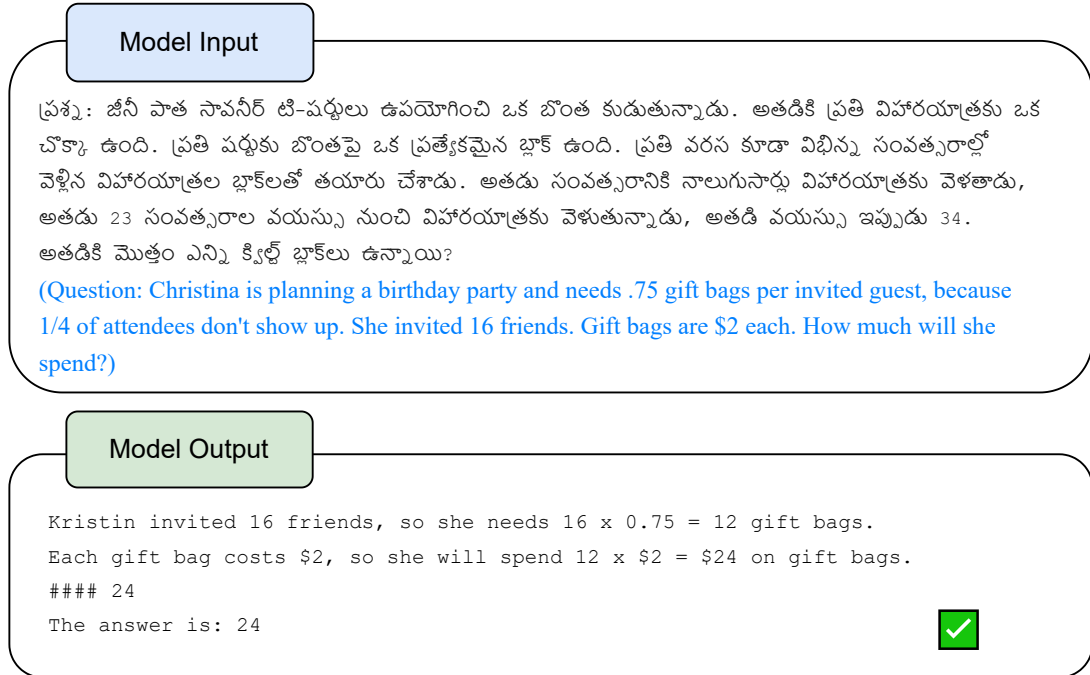 Model Input
ప్రశ్న: జీనీ పాత సావనీర్ టి-షర్టులు ఉపయోగించి ఒక బొంత కుడుతున్నాడు. అతడికి ప్రతి విహారయాత్రకు ఒక
చొక్కా ఉంది. ప్రతి షర్టుకు బొంతపై ఒక ప్రత్యేకమైన బ్లాక్ ఉంది. ప్రతి వరస కూడా విభిన్న సంవత్సరాల్లో
వెళ్లిన విహారయాత్రల బ్లాక్‌లతో తయారు చేశాడు. అతడు సంవత్సరానికి నాలుగుసార్లు విహారయాత్రకు వెళతాడు,
అతడు 23 సంవత్సరాల వయస్సు నుంచి విహారయాత్రకు వెళుతున్నాడు, అతడి వయస్సు ఇప్పుడు 34.
అతడికి మొత్తం ఎన్ని క్విల్ట్ బ్లాక్‌లు ఉన్నాయి?
(Question: Christina is planning a birthday party and needs .75 gift bags per invited guest, because
1/4 of attendees don't show up. She invited 16 friends. Gift bags are $2 each. How much will she
spend?)
Model Output
Kristin invited 16 friends, so she needs 16 x 0.75 = 12 gift bags.
Each gift bag costs $2, so she will spend 12 x $2 = $24 on gift bags.
#### 24
The answer is: 24